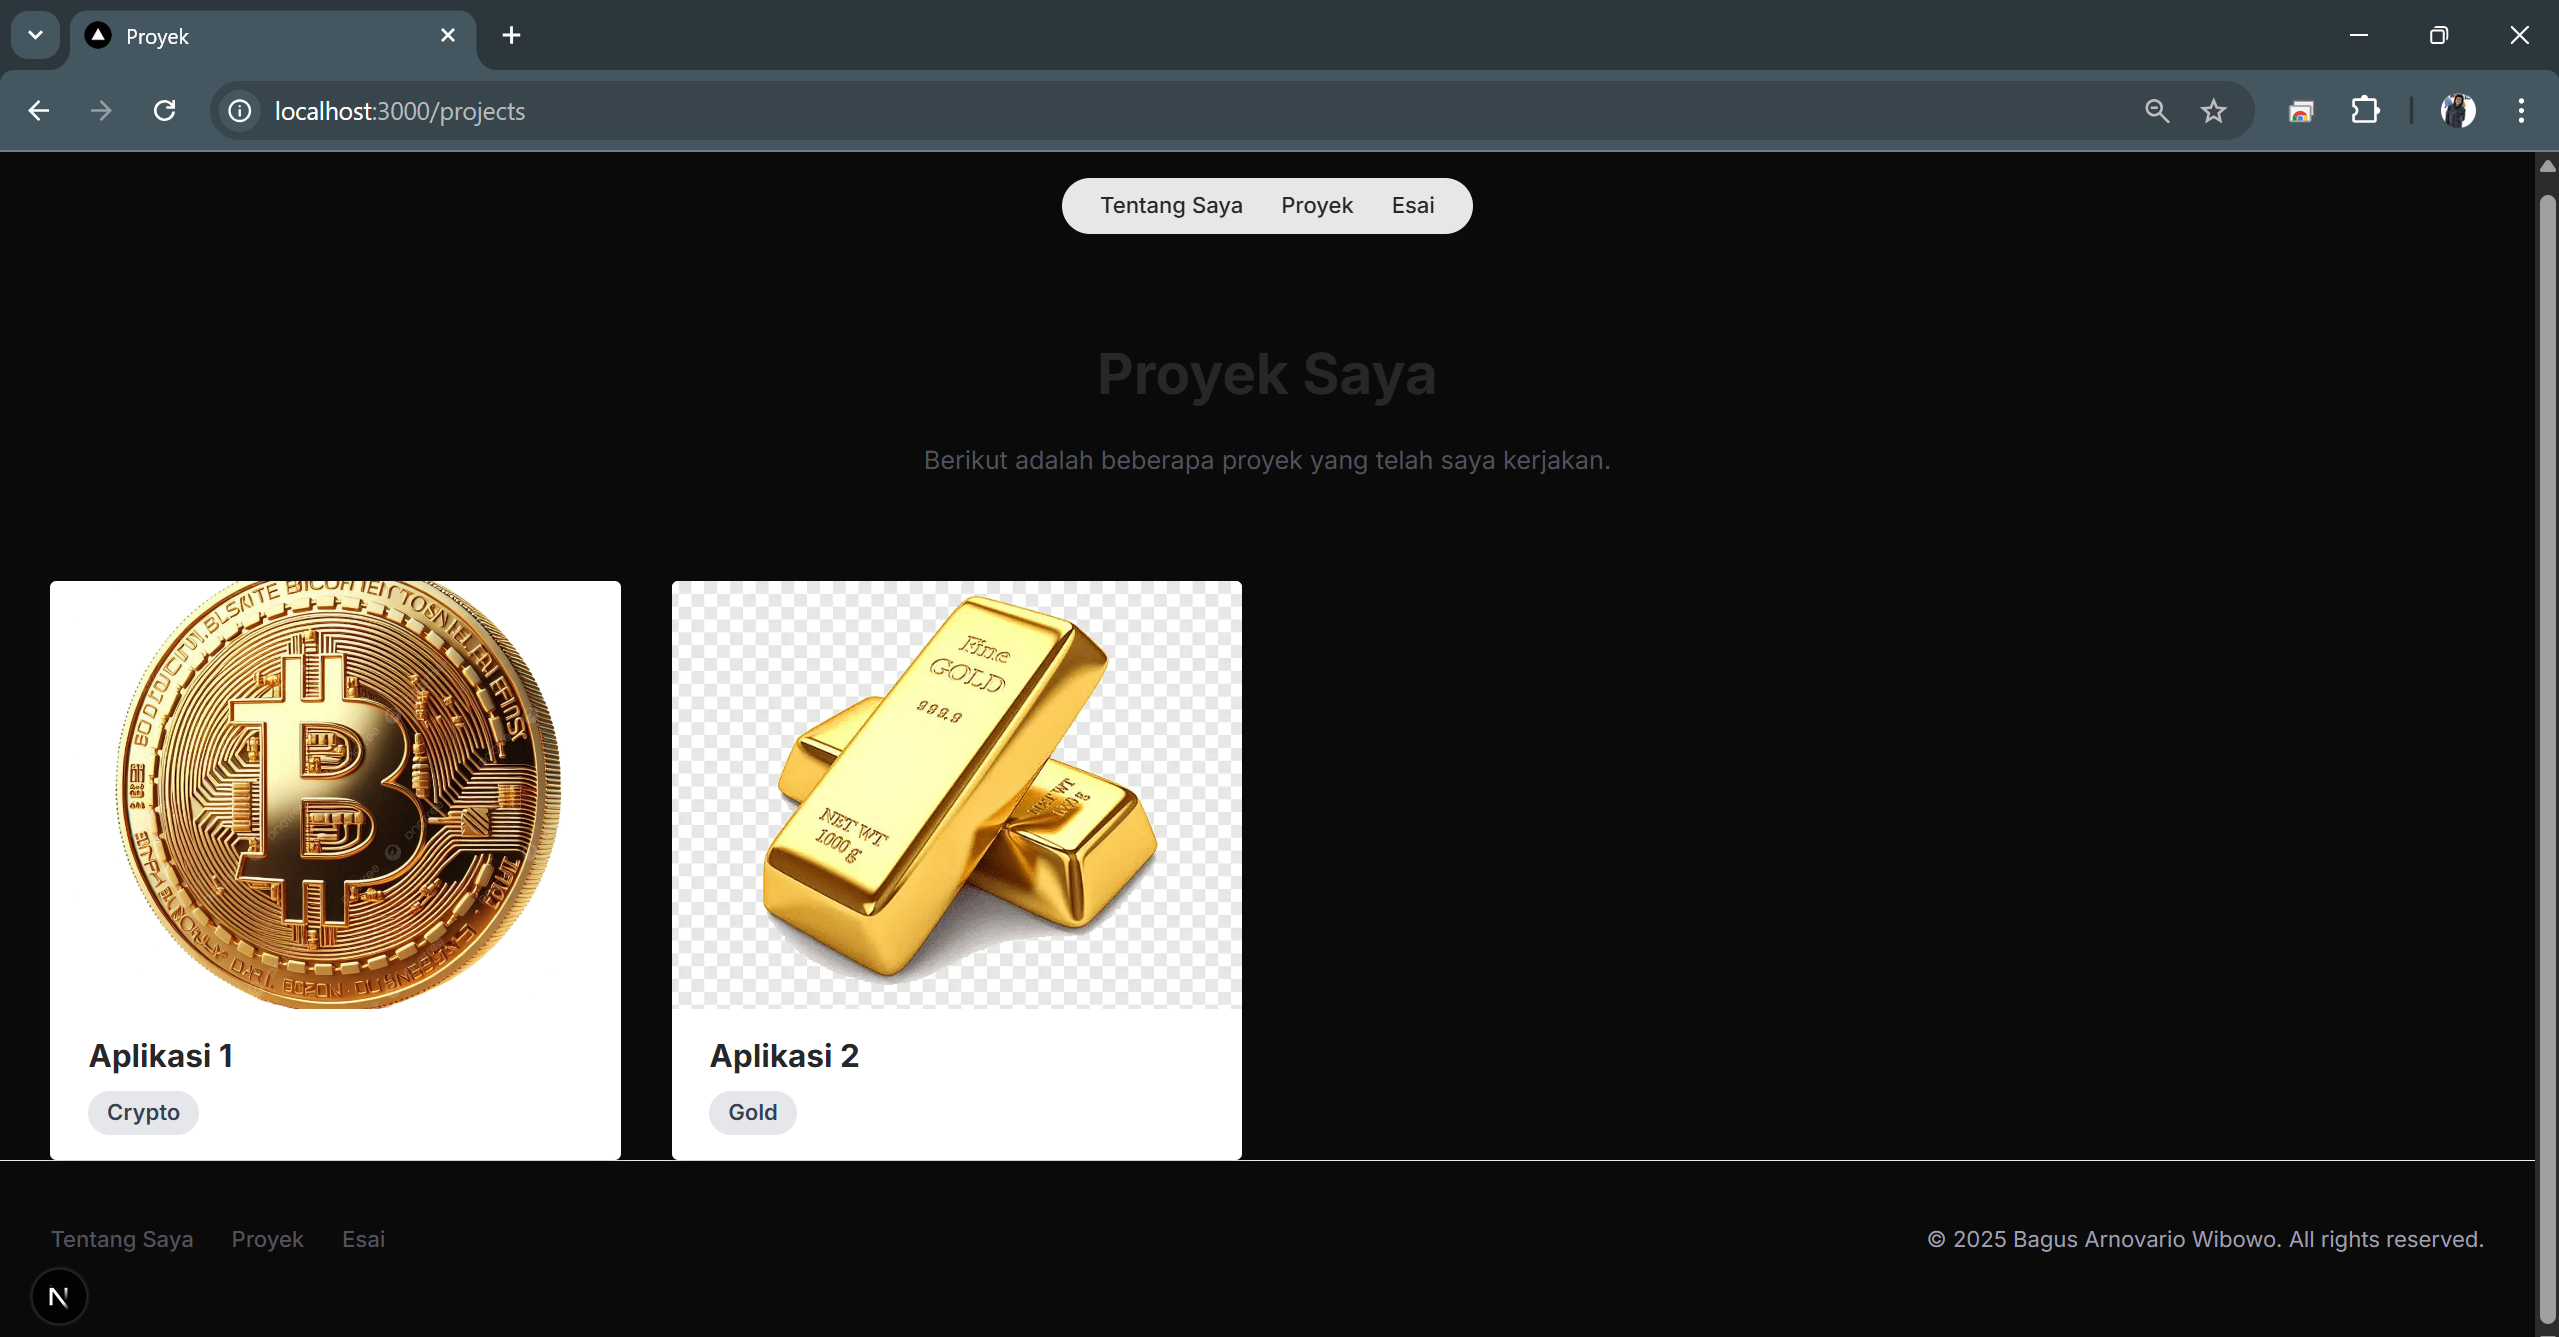 Proyek
localhost:3000/projects
Tentang Saya Proyek Esai
Proyek Saya
Berikut adalah beberapa proyek yang telah saya kerjakan.
Fine
GOLD
999.9
NET WT
1000 g
NET WT
Aplikasi 1
Crypto
Aplikasi 2
Gold
Tentang Saya Proyek Esai
© 2025 Bagus Arnovario Wibowo. All rights reserved.
N